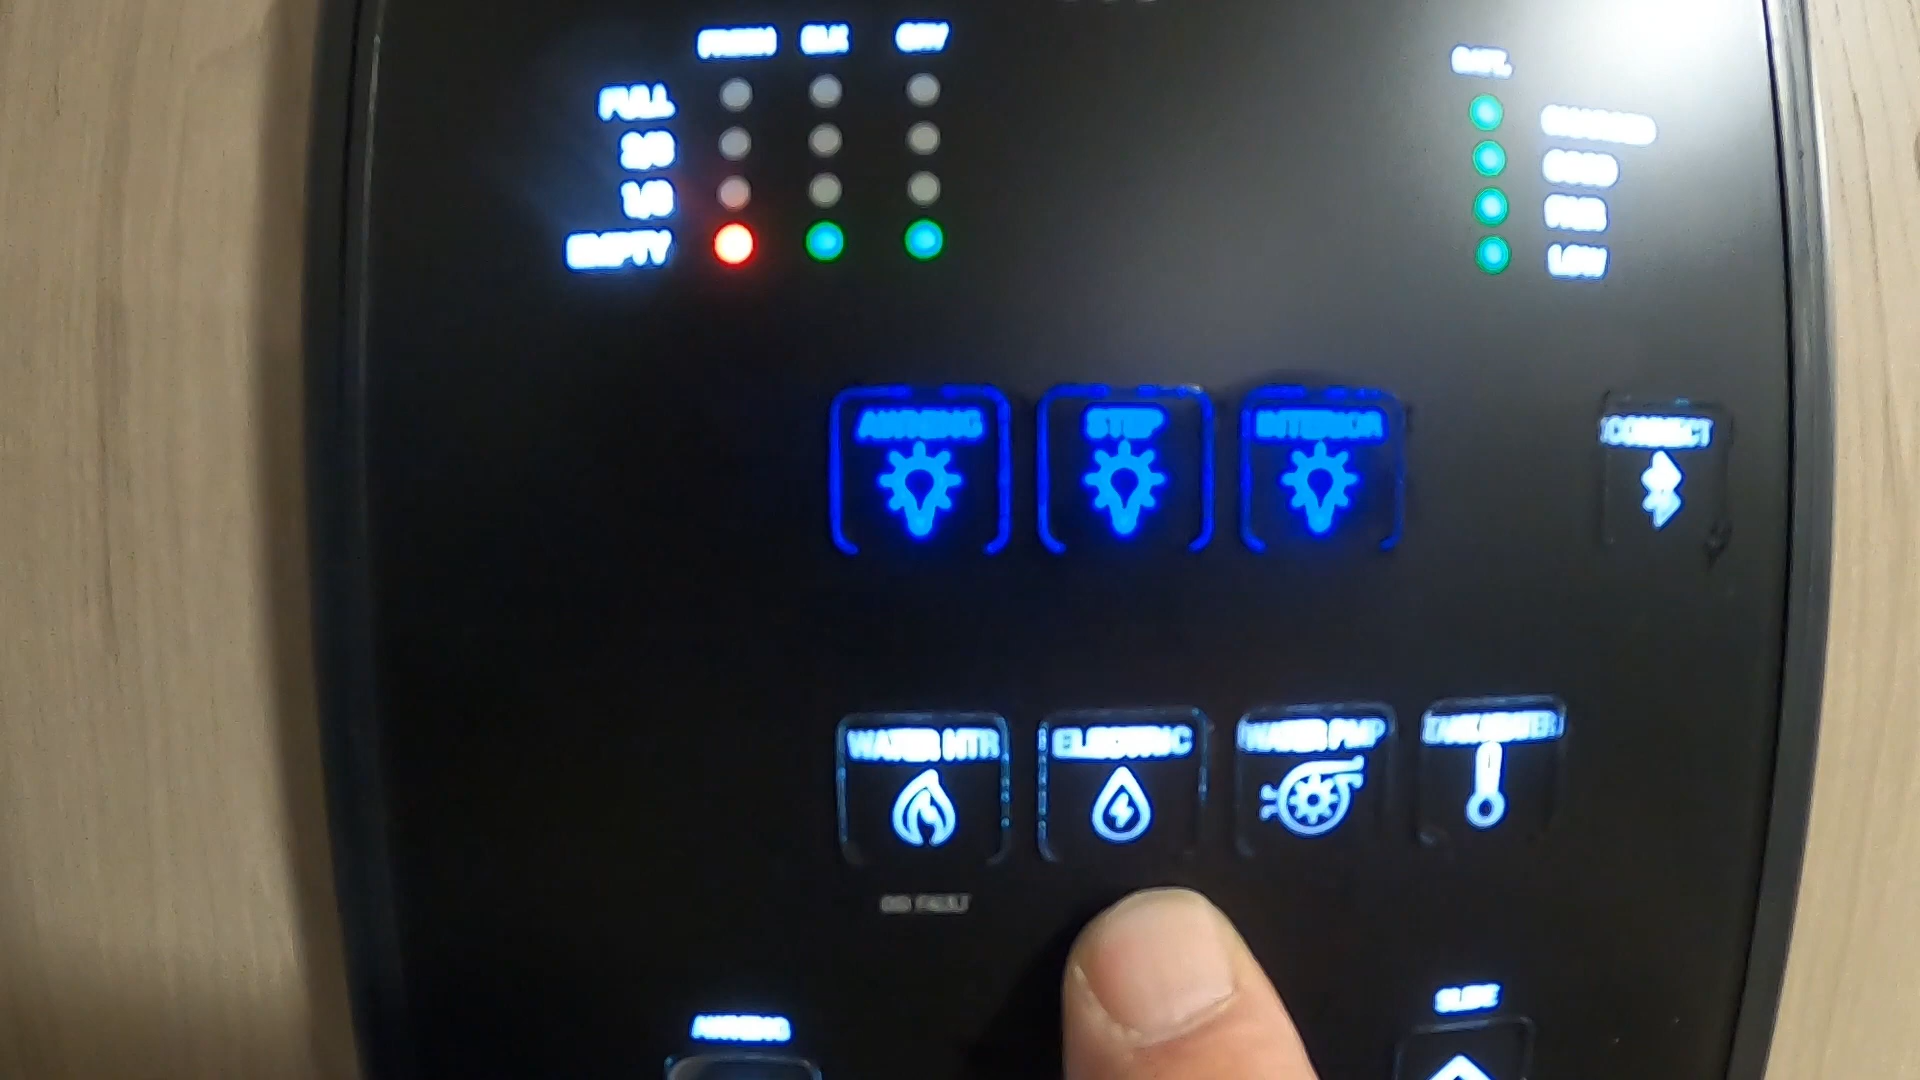 FRESH BLK GRY
BATT.
FULL
2/3
1/3
EMPTY
CHARGED
GOOD
FAIR
LOW
AWNING STEP INTERIOR
CONNECT
WATER HTR ELECTRIC WATER PMP TANK HEATER
DSI FAULT
SLIDE
AWNING